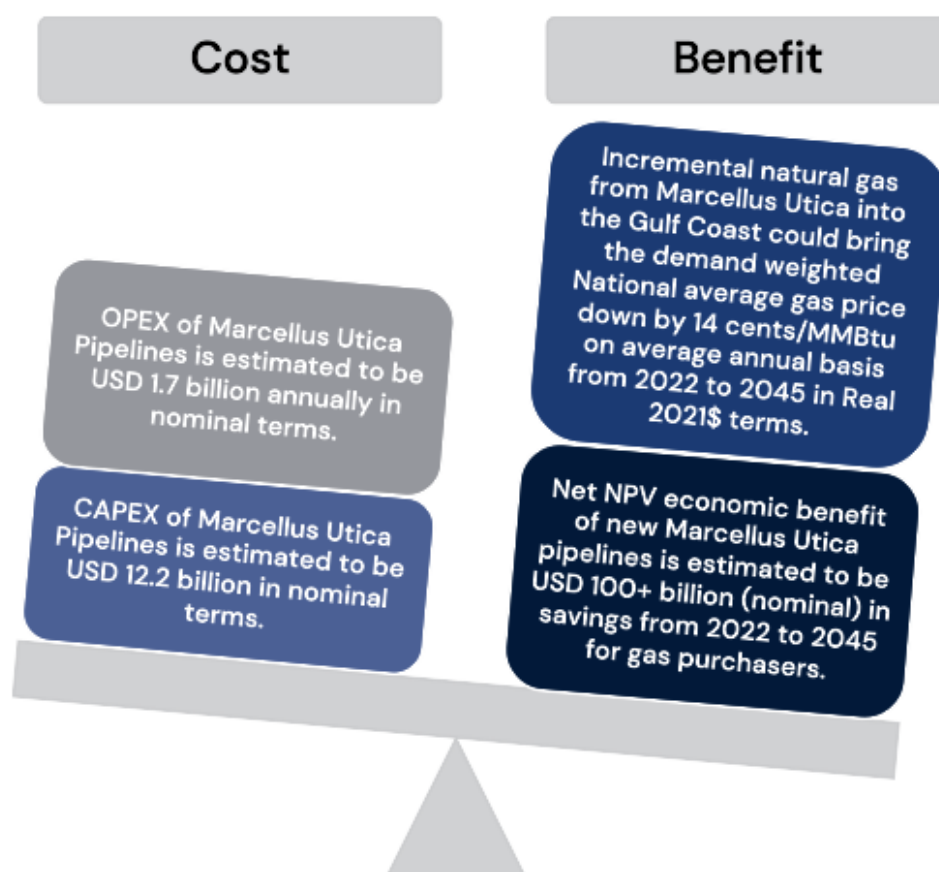 Cost
Benefit
OPEX of Marcellus Utica
Pipelines is estimated to be
USD 1.7 billion annually in
nominal terms.
CAPEX of Marcellus Utica
Pipelines is estimated to be
USD 12.2 billion in nominal
terms.
Incremental natural gas
from Marcellus Utica into
the Gulf Coast could bring
the demand weighted
National average gas price
down by 14 cents/MMBtu
on average annual basis
from 2022 to 2045 in Real
2021$ terms.
Net NPV economic benefit
of new Marcellus Utica
pipelines is estimated to be
USD 100+ billion (nominal) in
savings from 2022 to 2045
for gas purchasers.